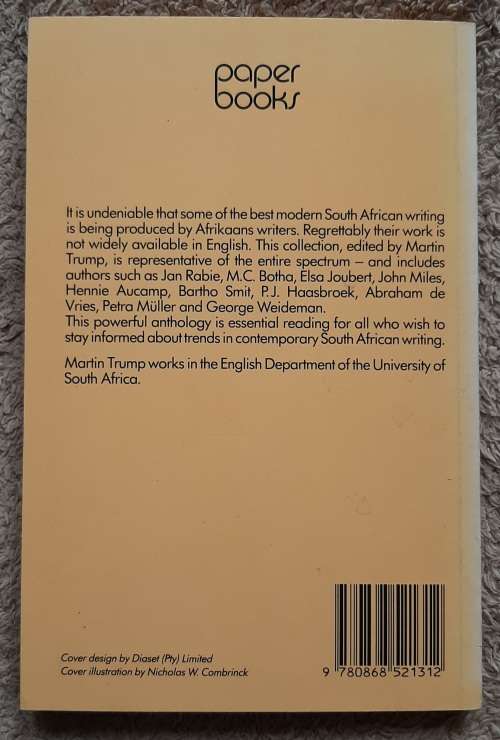 paper
books
It is undeniable that some of the best modern South African writing
is being produced by Afrikaans writers. Regrettably their work is
not widely available in English. This collection, edited by Martin
Trump, is representative of the entire spectrum – and includes
authors such as Jan Rabie, M.C. Botha, Elsa Joubert, John Miles,
Hennie Aucamp, Bartho Smit, P.J. Haasbroek, Abraham de
Vries, Petra Müller and George Weideman.
This powerful anthology is essential reading for all who wish to
stay informed about trends in contemporary South African writing.
Martin Trump works in the English Department of the University of
South Africa.
Cover design by Diaset (Pty) Limited
Cover illustration by Nicholas W. Combrinck
9 780868 521312